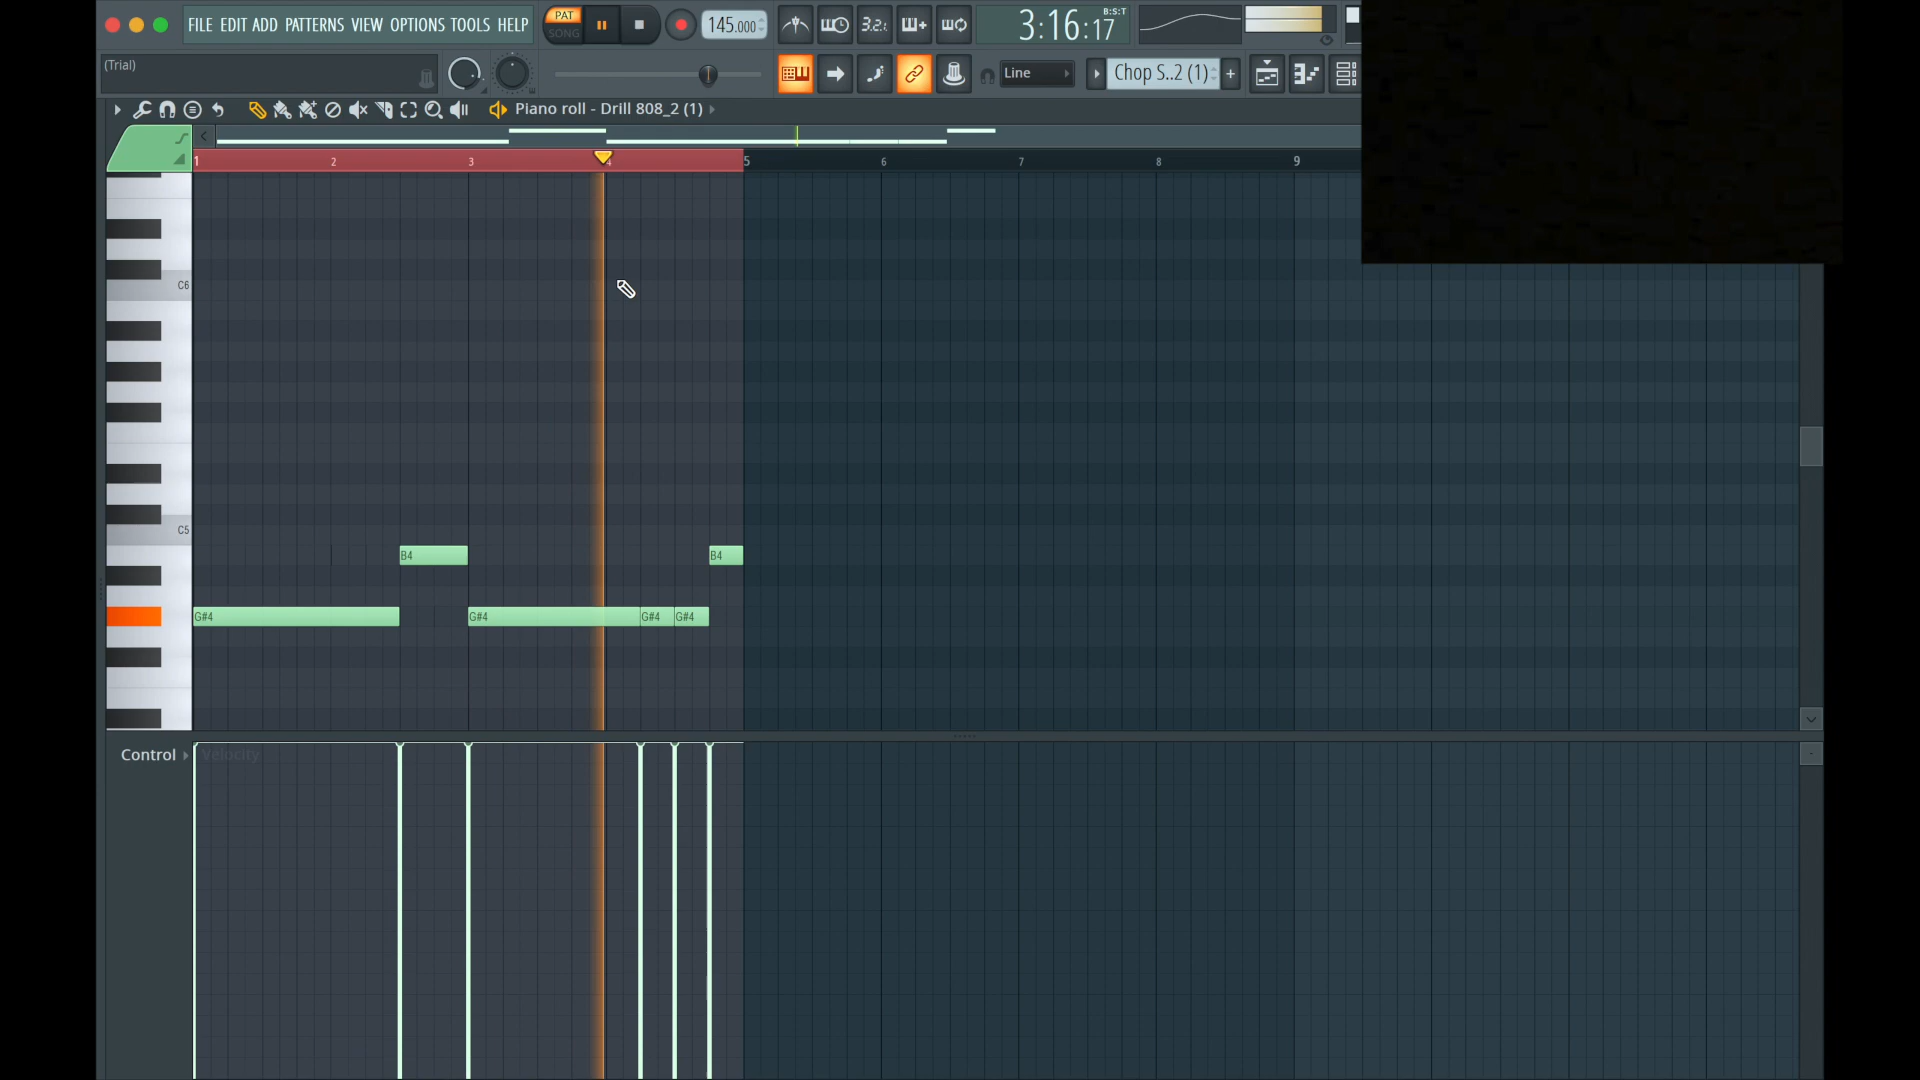 FILE EDIT ADD PATTERNS VIEW OPTIONS TOOLS HELP
PAT
SONG
145.000
3.2.
3:16:17
B:S:T
(Trial)
Line
Chop S..2 (1)
Piano roll - Drill 808_2 (1)
1 2 3 4 5 6 7 8 9
C6
C5
B4 B4
G#4 G#4 G#4 G#4
Control Velocity